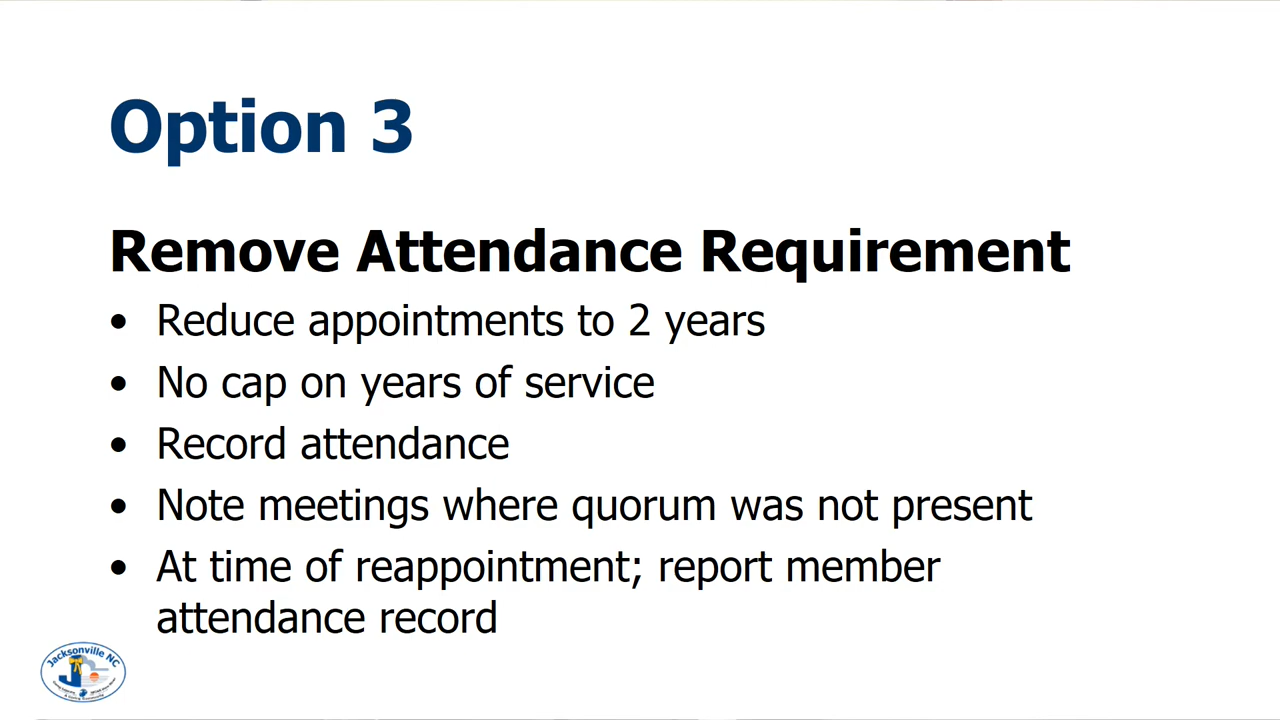 Option 3
Remove Attendance Requirement
• Reduce appointments to 2 years
• No cap on years of service
• Record attendance
• Note meetings where quorum was not present
• At time of reappointment; report member
attendance record
Jacksonville NC